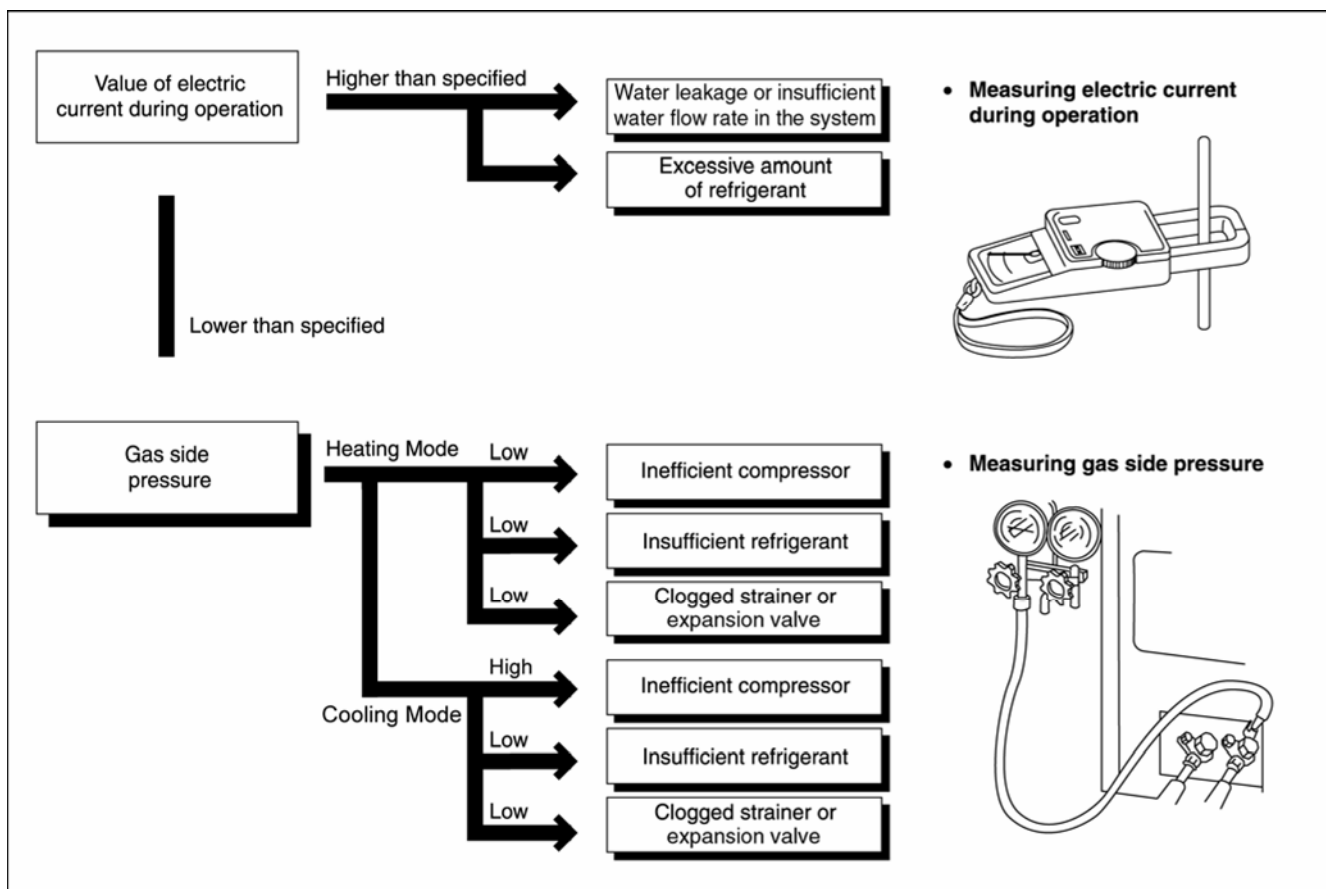 Value of electric
current during operation
Higher than specified
Water leakage or insufficient
water flow rate in the system
Excessive amount
of refrigerant
• Measuring electric current
during operation
Lower than specified
Gas side
pressure
Heating Mode
Low
Inefficient compressor
Low
Insufficient refrigerant
Low
Clogged strainer or
expansion valve
High
Inefficient compressor
Cooling Mode
Low
Insufficient refrigerant
Low
Clogged strainer or
expansion valve
• Measuring gas side pressure